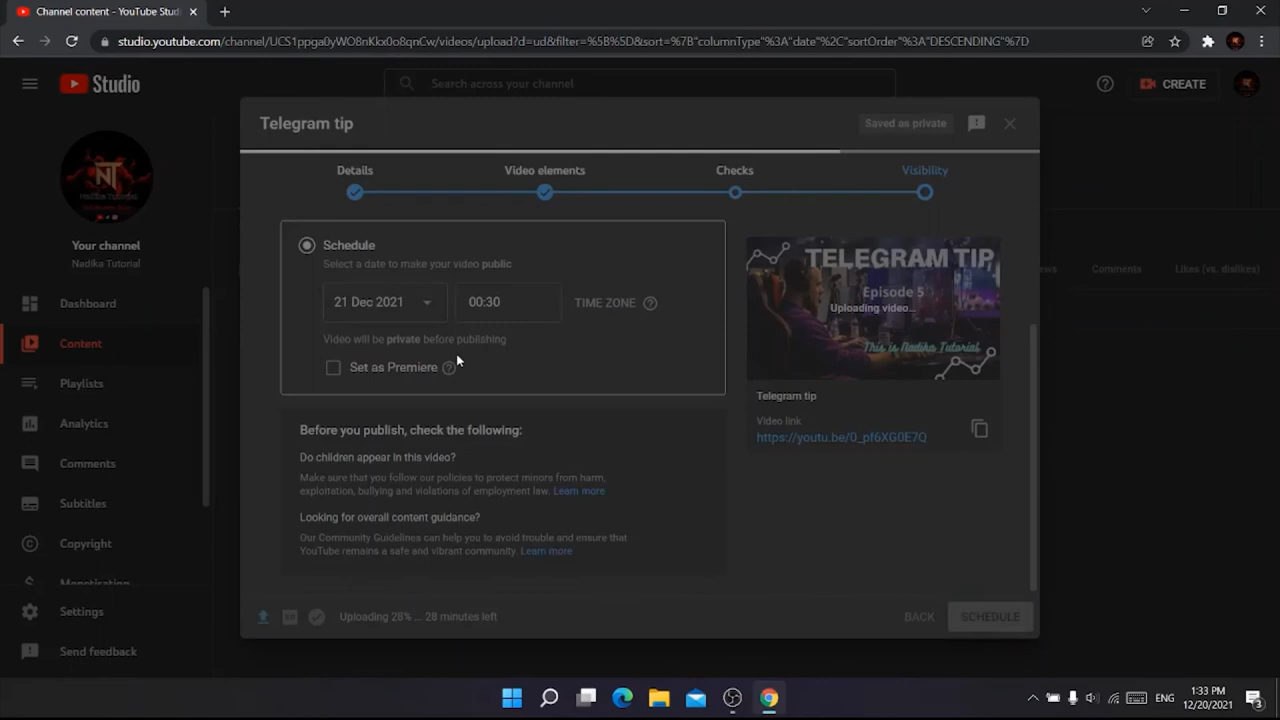 Channel content - YouTube Studi
studio.youtube.com/channel/UCS1ppga0yWO8nKkx0o8qnCw/videos/upload?d=ud&filter=%5B%5D&sort=%7B"columnType"%3A"date"%2C"sortOrder"%3A"DESCENDING"%7D
Studio
Search across your channel
CREATE
NT
Nadika Tutorial
Your channel
Nadika Tutorial
Dashboard
Content
Playlists
Analytics
Comments
Subtitles
Copyright
Monetisation
Settings
Send feedback
Telegram tip
Saved as private
Details
Video elements
Checks
Visibility
Schedule
Select a date to make your video public
21 Dec 2021
00:30
TIME ZONE
Video will be private before publishing
Set as Premiere
Before you publish, check the following:
Do children appear in this video?
Make sure that you follow our policies to protect minors from harm,
exploitation, bullying and violations of employment law. Learn more
Looking for overall content guidance?
Our Community Guidelines can help you to avoid trouble and ensure that
YouTube remains a safe and vibrant community. Learn more
TELEGRAM TIP
Episode 5
Uploading video...
This is Nadika Tutorial
Telegram tip
Video link
https://youtu.be/0_pf6XG0E7Q
Comments
Likes (vs. dislikes)
Uploading 28% ... 28 minutes left
BACK
SCHEDULE
ENG
1:33 PM
12/20/2021
3